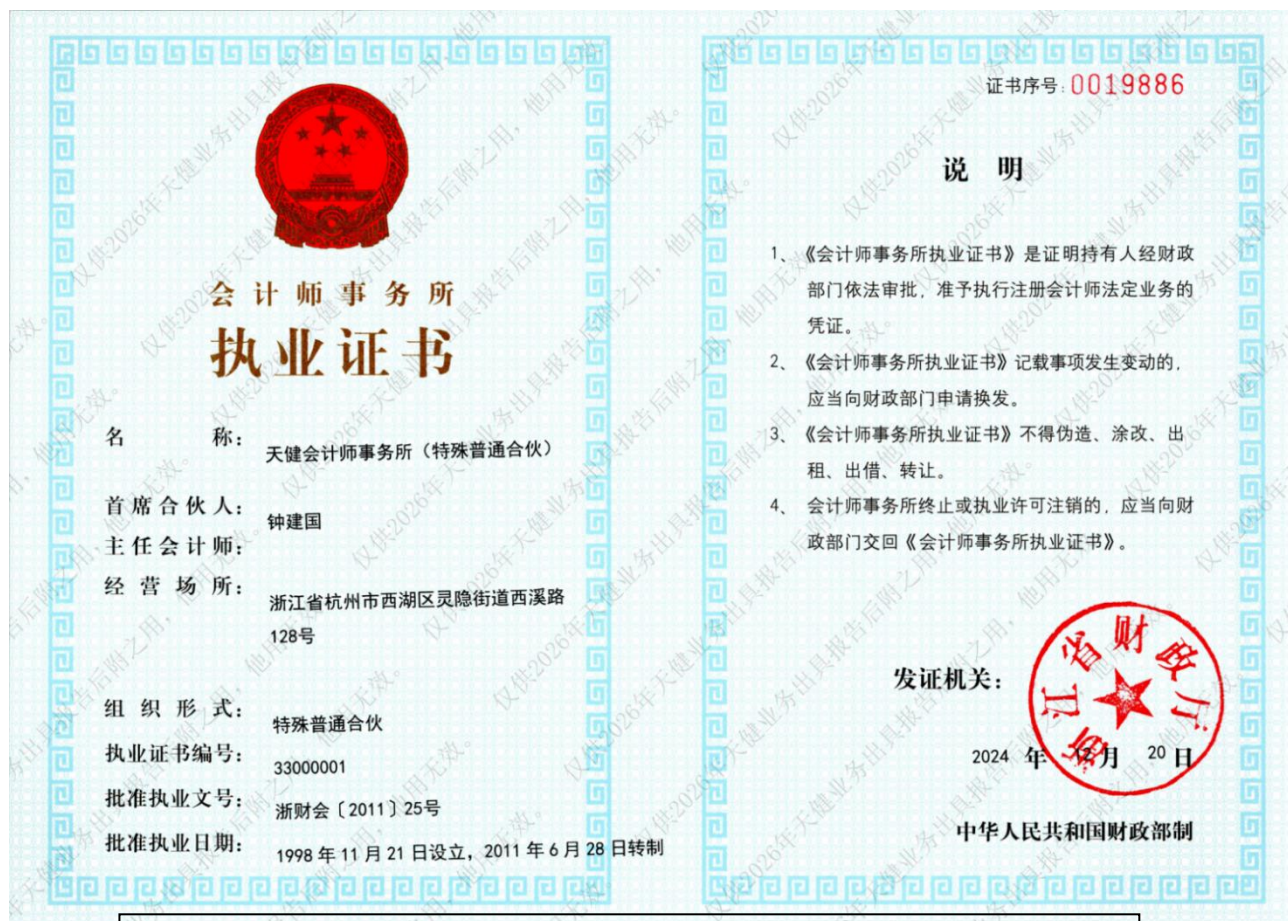 会计师事务所
执业证书
名 称： 天健会计师事务所（特殊普通合伙）
首席合伙人： 钟建国
主任会计师：
经营场所： 浙江省杭州市西湖区灵隐街道西溪路
128号
组织形式： 特殊普通合伙
执业证书编号： 33000001
批准执业文号： 浙财会〔2011〕25号
批准执业日期： 1998年11月21日设立，2011年6月28日转制
证书序号：0019886
说 明
1、《会计师事务所执业证书》是证明持有人经财政
部门依法审批，准予执行注册会计师法定业务的
凭证。
2、《会计师事务所执业证书》记载事项发生变动的，
应当向财政部门申请换发。
3、《会计师事务所执业证书》不得伪造、涂改、出
租、出借、转让。
4、会计师事务所终止或执业许可注销的，应当向财
政部门交回《会计师事务所执业证书》。
发证机关：
浙江省财政厅
2024 年 12月 20日
中华人民共和国财政部制
仅供2026年天健业务出具报告后附之用，他用无效。